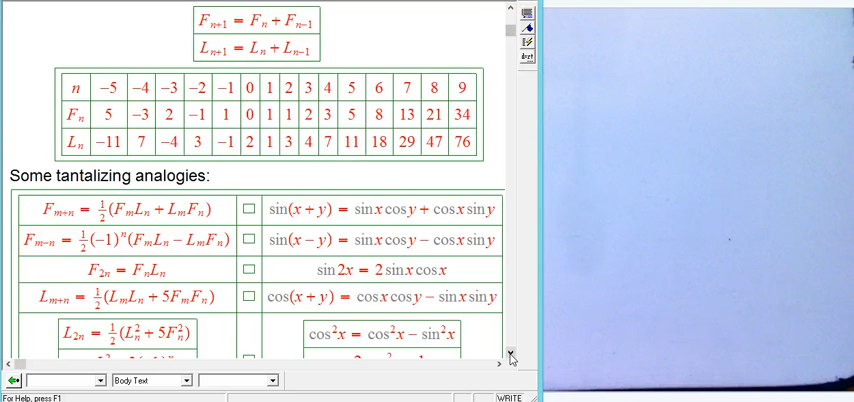 F_{n+1} = F_n + F_{n-1}
L_{n+1} = L_n + L_{n-1}
n −5 −4 −3 −2 −1 0 1 2 3 4 5 6 7 8 9
F_n 5 −3 2 −1 1 0 1 1 2 3 5 8 13 21 34
L_n −11 7 −4 3 −1 2 1 3 4 7 11 18 29 47 76
Some tantalizing analogies:
F_{m+n} = ½(F_m L_n + L_m F_n) □ sin(x + y) = sin x cos y + cos x sin y
F_{m−n} = ½(−1)^n (F_m L_n − L_m F_n) □ sin(x − y) = sin x cos y − cos x sin y
F_{2n} = F_n L_n □ sin 2x = 2 sin x cos x
L_{m+n} = ½(L_m L_n + 5F_m F_n) □ cos(x + y) = cos x cos y − sin x sin y
L_{2n} = ½(L_n^2 + 5F_n^2) cos^2 x = cos^2 x − sin^2 x
Body Text
For Help, press F1 WRITE